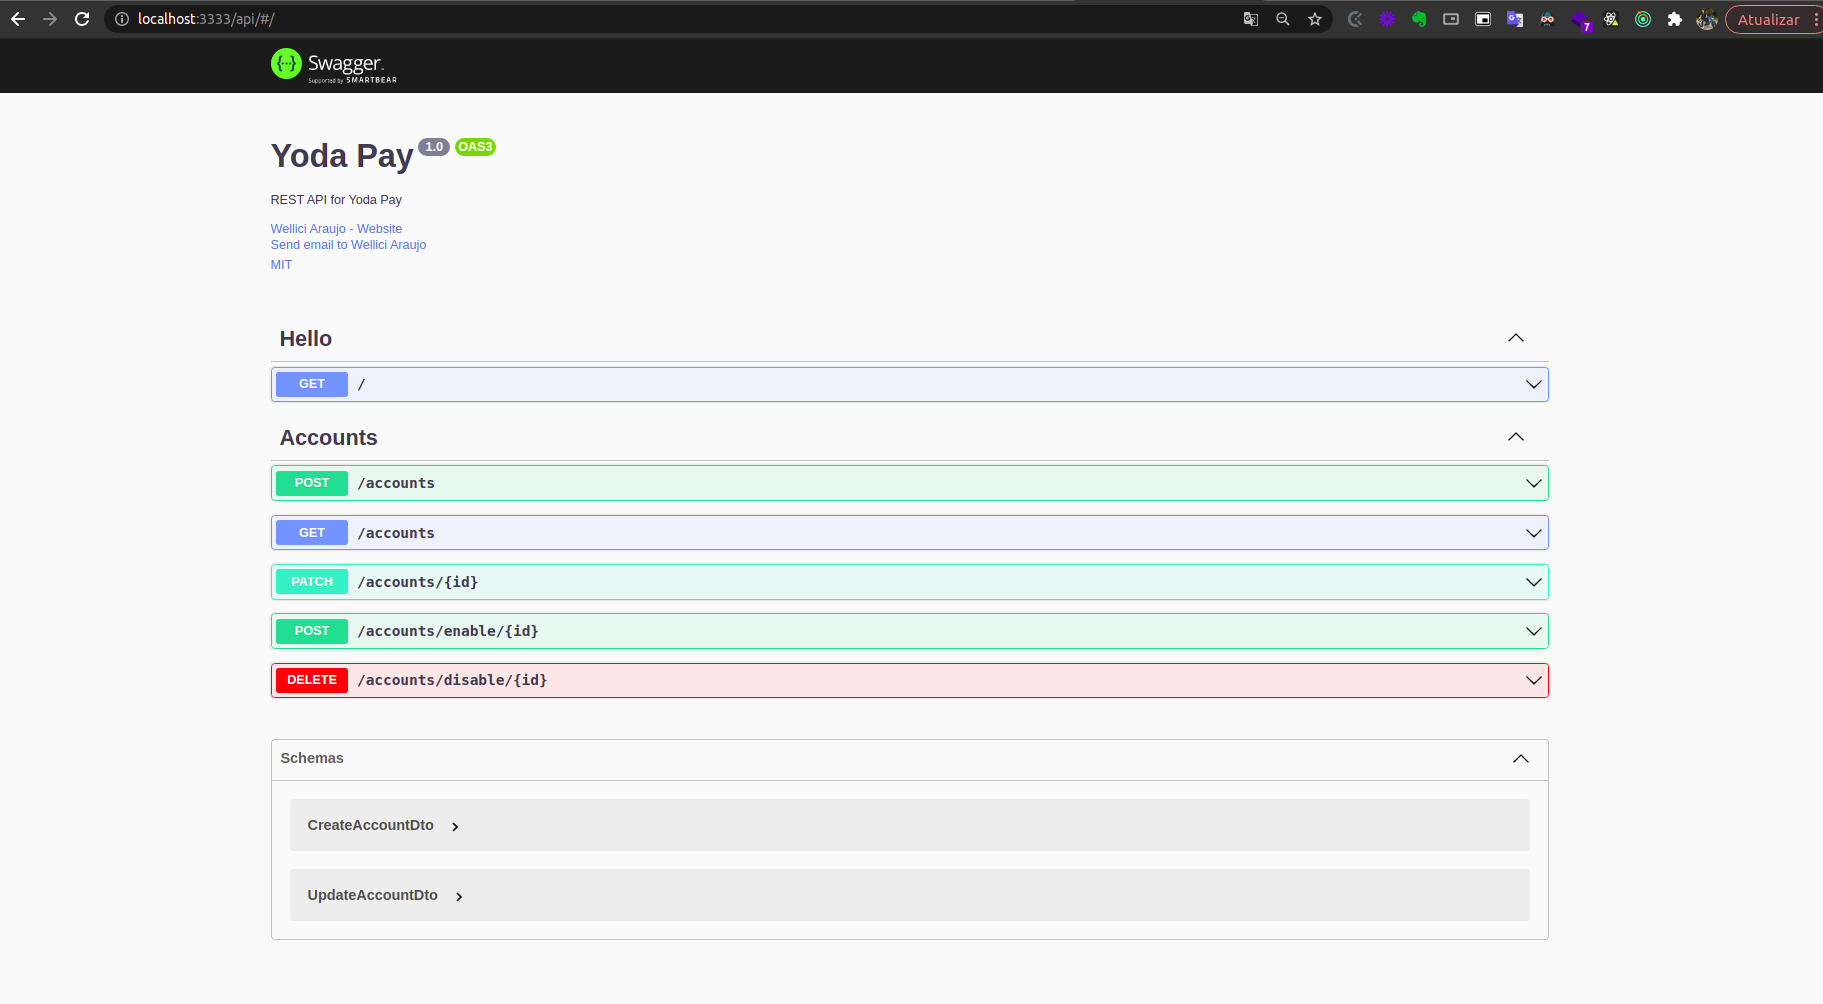 localhost:3333/api/#/
7
Atualizar
{···} Swagger
Supported by SMARTBEAR
Yoda Pay 1.0 OAS3
REST API for Yoda Pay
Wellici Araujo - Website
Send email to Wellici Araujo
MIT
Hello
GET /
Accounts
POST /accounts
GET /accounts
PATCH /accounts/{id}
POST /accounts/enable/{id}
DELETE /accounts/disable/{id}
Schemas
CreateAccountDto
UpdateAccountDto